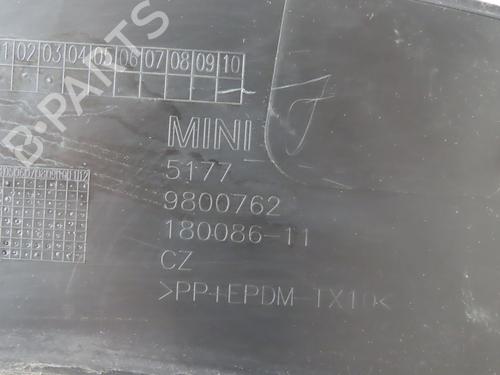 1 02 03 04 05 06 07 08 09 10
MINI
5177
9800762
180086-11
CZ
>PP+EPDM-TX10<
B-PARTS